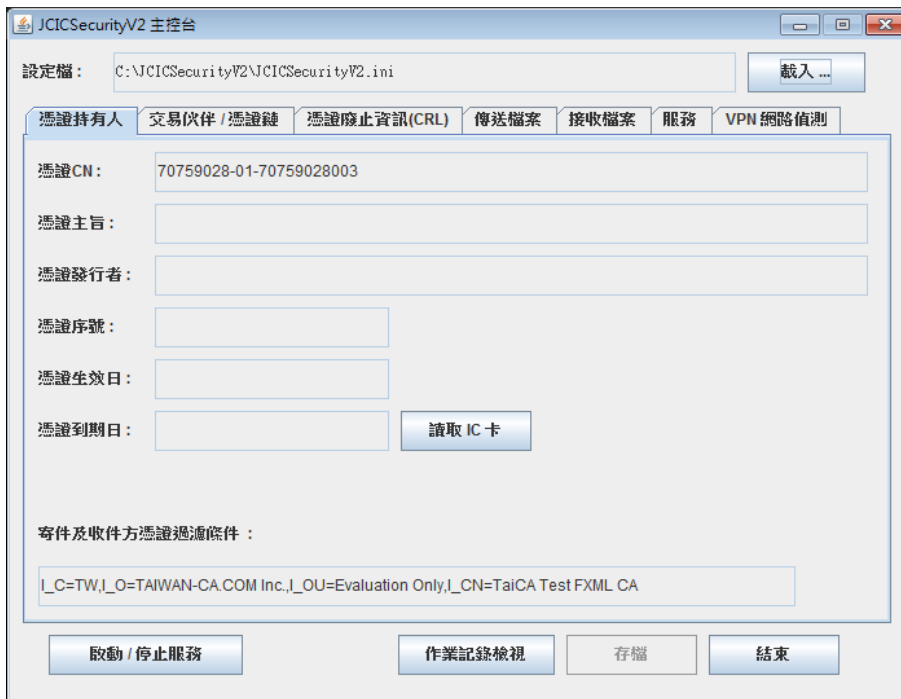 JCICSecurityV2 主控台
設定檔： C:\JCICSecurityV2\JCICSecurityV2.ini 載入 ...
憑證持有人 交易伙伴 / 憑證鏈 憑證廢止資訊(CRL) 傳送檔案 接收檔案 服務 VPN 網路偵測
憑證CN： 70759028-01-70759028003
憑證主旨：
憑證發行者：
憑證序號：
憑證生效日：
憑證到期日： 讀取 IC 卡
寄件及收件方憑證過濾條件 ：
I_C=TW,I_O=TAIWAN-CA.COM Inc.,I_OU=Evaluation Only,I_CN=TaiCA Test FXML CA
啟動 / 停止服務 作業記錄檢視 存檔 結束